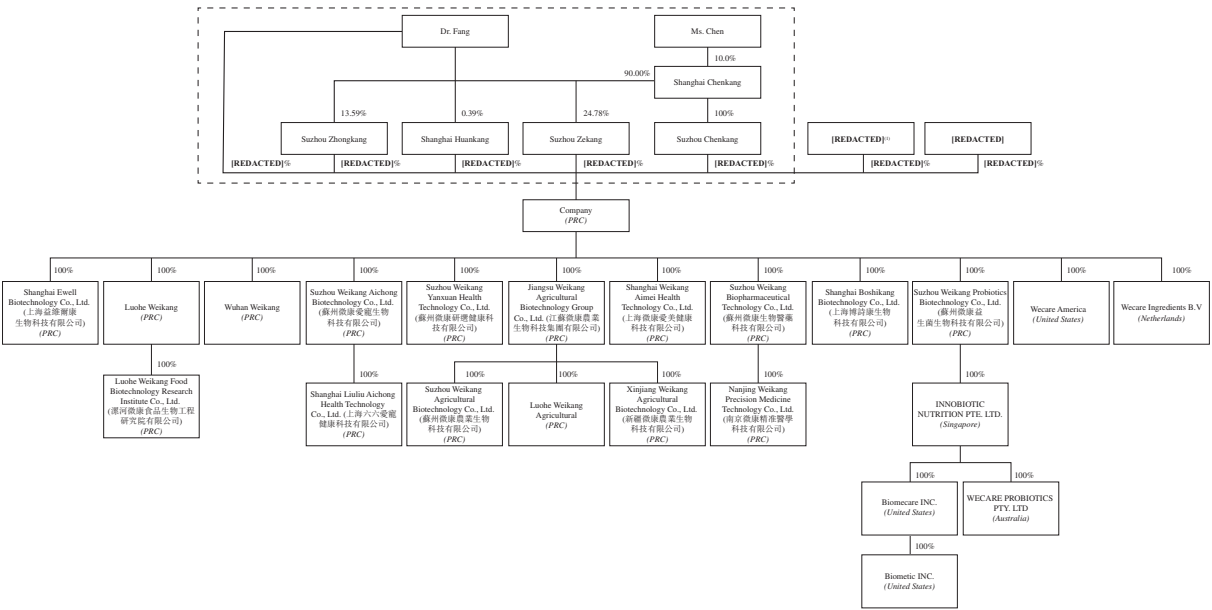 Dr. Fang
Ms. Chen
10.0%
90.00%
Shanghai Chenkang
13.59%
0.39%
24.78%
100%
Suzhou Zhongkang
Shanghai Huankang
Suzhou Zekang
Suzhou Chenkang
[REDACTED](1)
[REDACTED]
[REDACTED]%
[REDACTED]%
[REDACTED]%
[REDACTED]%
[REDACTED]%
[REDACTED]%
[REDACTED]%
Company
(PRC)
100%
100%
100%
100%
100%
100%
100%
100%
100%
100%
100%
100%
Shanghai Ewell
Biotechnology Co., Ltd.
(上海益維爾康
生物科技有限公司)
(PRC)
Luohe Weikang
(PRC)
Wuhan Weikang
(PRC)
Suzhou Weikang Aichong
Biotechnology Co., Ltd.
(蘇州微康愛寵生物
科技有限公司)
(PRC)
Suzhou Weikang
Yanxuan Health
Technology Co., Ltd.
(蘇州微康研選健康科
技有限公司)
(PRC)
Jiangsu Weikang
Agricultural
Biotechnology Group
Co., Ltd. (江蘇微康農業
生物科技集團有限公司)
(PRC)
Shanghai Weikang
Aimei Health
Technology Co., Ltd.
(上海微康愛美健康
科技有限公司)
(PRC)
Suzhou Weikang
Biopharmaceutical
Technology Co., Ltd.
(蘇州微康生物醫藥
科技有限公司)
(PRC)
Shanghai Boshikang
Biotechnology Co., Ltd.
(上海博詩康生物
科技有限公司)
(PRC)
Suzhou Weikang Probiotics
Biotechnology Co., Ltd.
(蘇州微康益
生菌生物科技有限公司)
(PRC)
Wecare America
(United States)
Wecare Ingredients B.V
(Netherlands)
100%
100%
100%
100%
100%
100%
100%
Luohe Weikang Food
Biotechnology Research
Institute Co., Ltd.
(漯河微康食品生物工程
研究院有限公司)
(PRC)
Shanghai Liuliu Aichong
Health Technology
Co., Ltd. (上海六六愛寵
健康科技有限公司)
(PRC)
Suzhou Weikang
Agricultural
Biotechnology Co., Ltd.
(蘇州微康農業生物
科技有限公司)
(PRC)
Luohe Weikang
Agricultural
(PRC)
Xinjiang Weikang
Agricultural
Biotechnology Co., Ltd.
(新疆微康農業生物
科技有限公司)
(PRC)
Nanjing Weikang
Precision Medicine
Technology Co., Ltd.
(南京微康精准醫學
科技有限公司)
(PRC)
INNOBIOTIC
NUTRITION PTE. LTD.
(Singapore)
100%
100%
Biomecare INC.
(United States)
WECARE PROBIOTICS
PTY. LTD
(Australia)
100%
Biometic INC.
(United States)